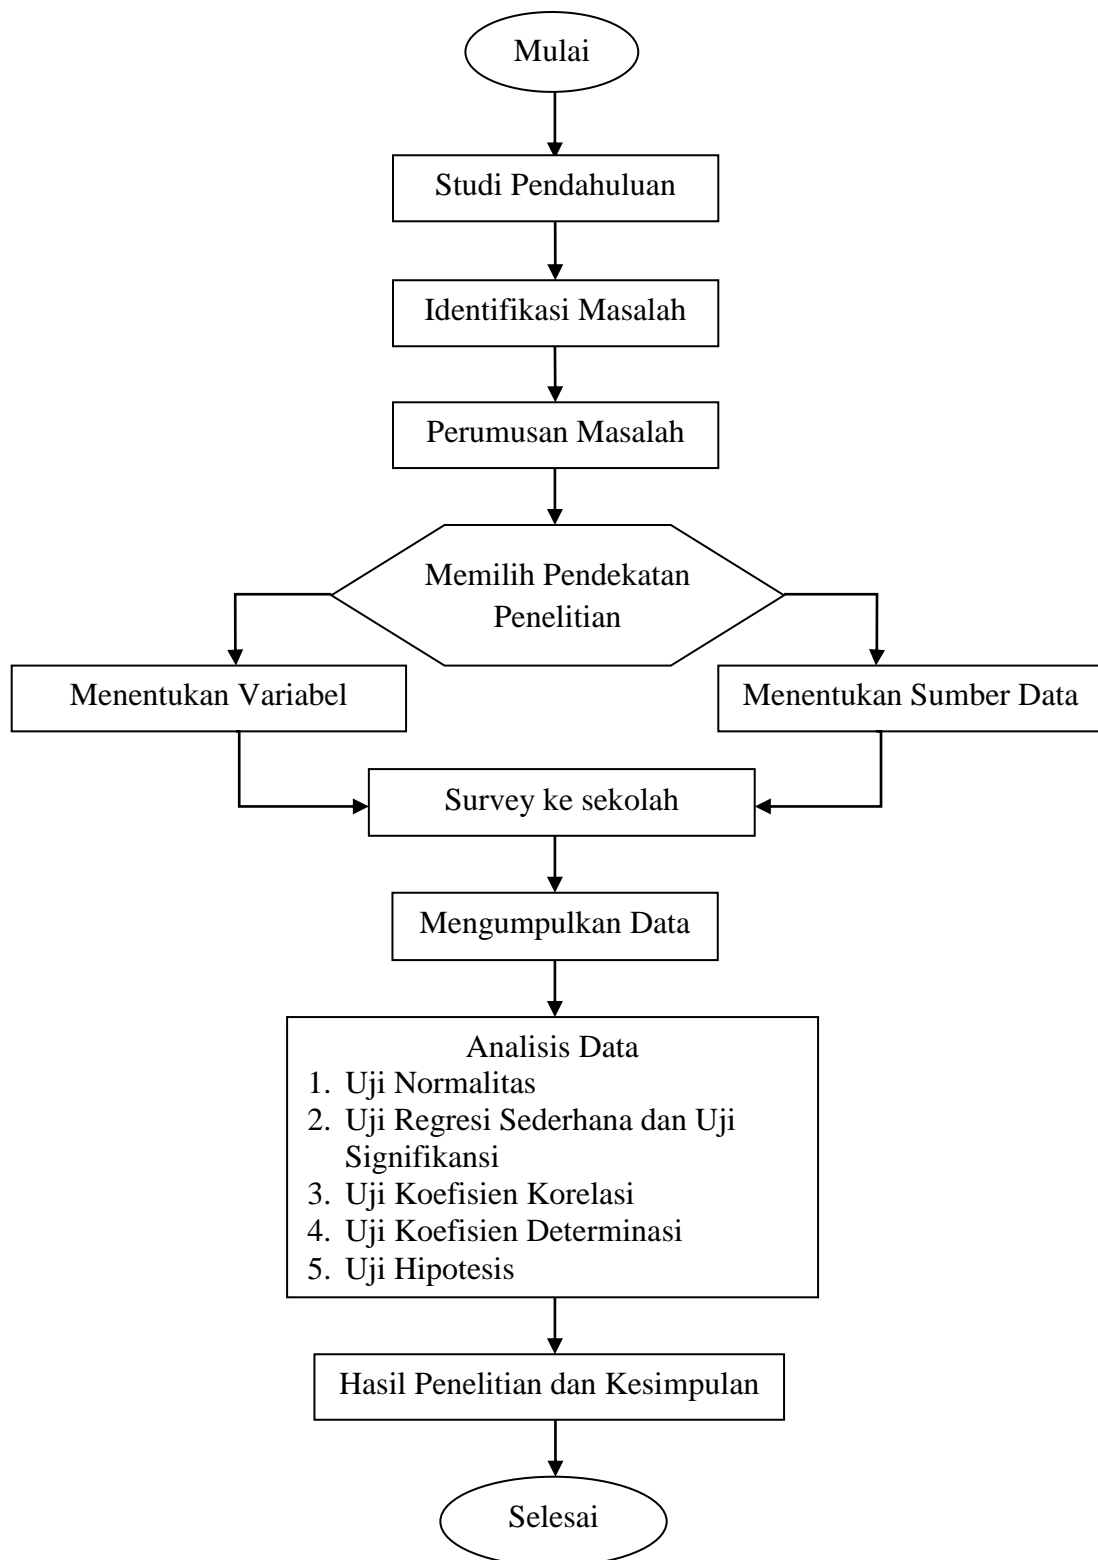 Mulai
Studi Pendahuluan
Identifikasi Masalah
Perumusan Masalah
Memilih Pendekatan
Penelitian
Menentukan Variabel
Menentukan Sumber Data
Survey ke sekolah
Mengumpulkan Data
Analisis Data
1. Uji Normalitas
2. Uji Regresi Sederhana dan Uji
Signifikansi
3. Uji Koefisien Korelasi
4. Uji Koefisien Determinasi
5. Uji Hipotesis
Hasil Penelitian dan Kesimpulan
Selesai